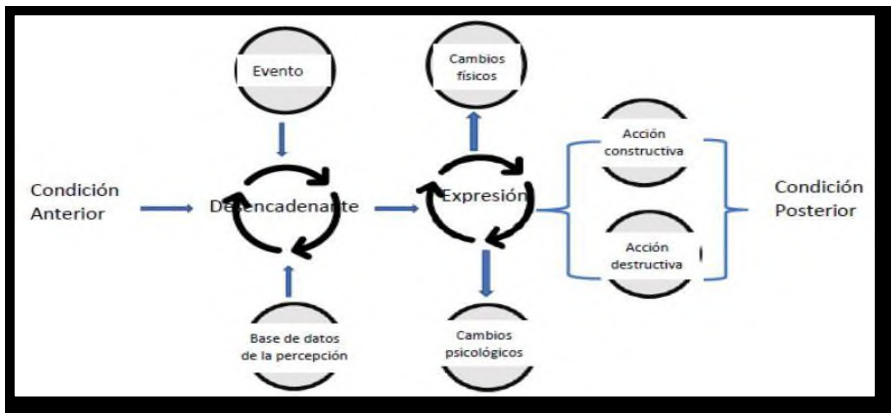 Condición
Anterior
Evento
Desencadenante
Base de datos
de la percepción
Cambios
físicos
Expresión
Cambios
psicológicos
Acción
constructiva
Acción
destructiva
Condición
Posterior